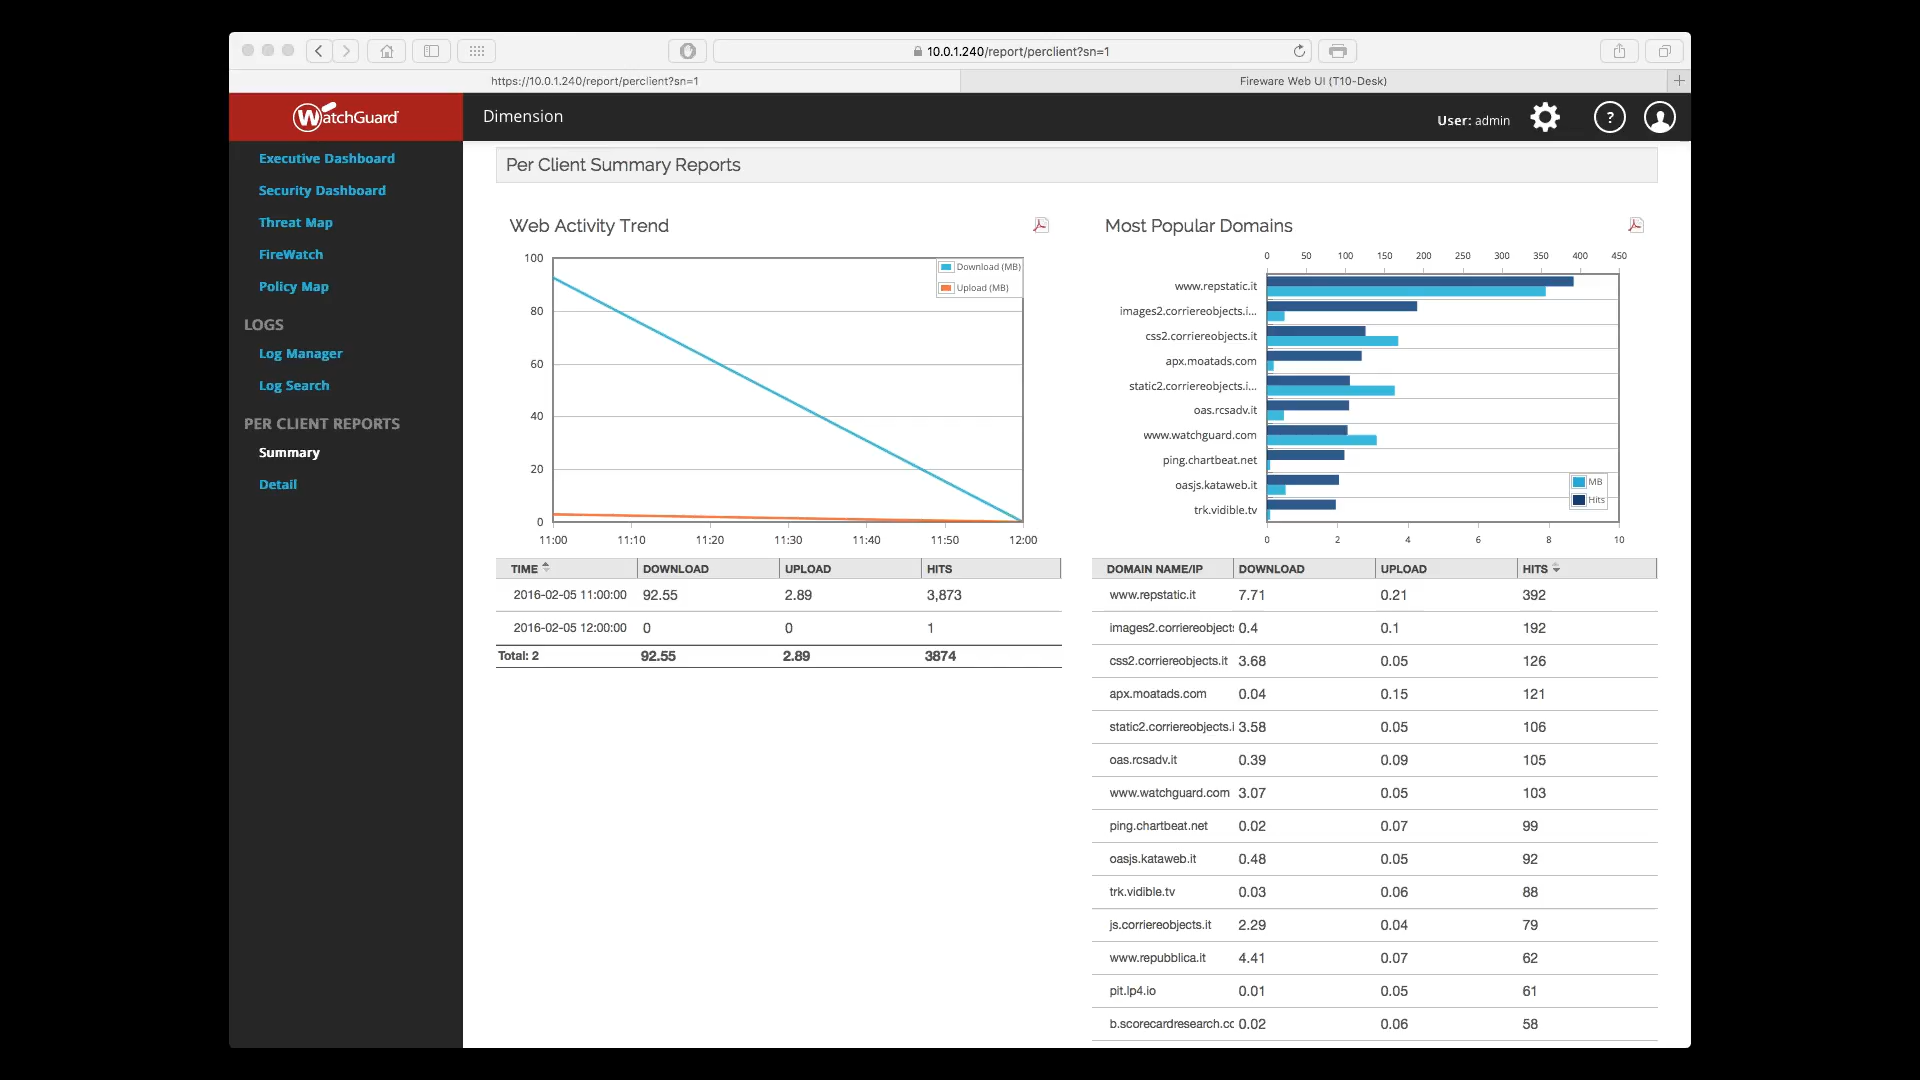 10.0.1.240/report/perclient?sn=1
https://10.0.1.240/report/perclient?sn=1
Fireware Web UI (T10-Desk)
WatchGuard
Dimension
User: admin
?
Executive Dashboard
Security Dashboard
Threat Map
FireWatch
Policy Map
LOGS
Log Manager
Log Search
PER CLIENT REPORTS
Summary
Detail
Per Client Summary Reports
Web Activity Trend
100
80
60
40
20
0
Download (MB)
Upload (MB)
11:00 11:10 11:20 11:30 11:40 11:50 12:00
TIME DOWNLOAD UPLOAD HITS
2016-02-05 11:00:00 92.55 2.89 3,873
2016-02-05 12:00:00 0 0 1
Total: 2 92.55 2.89 3874
Most Popular Domains
0 50 100 150 200 250 300 350 400 450
www.repstatic.it
images2.corriereobjects.i...
css2.corriereobjects.it
apx.moatads.com
static2.corriereobjects.i...
oas.rcsadv.it
www.watchguard.com
ping.chartbeat.net
oasjs.kataweb.it
trk.vidible.tv
MB
Hits
0 2 4 6 8 10
DOMAIN NAME/IP DOWNLOAD UPLOAD HITS
www.repstatic.it 7.71 0.21 392
images2.corriereobject 0.4 0.1 192
css2.corriereobjects.it 3.68 0.05 126
apx.moatads.com 0.04 0.15 121
static2.corriereobjects.i 3.58 0.05 106
oas.rcsadv.it 0.39 0.09 105
www.watchguard.com 3.07 0.05 103
ping.chartbeat.net 0.02 0.07 99
oasjs.kataweb.it 0.48 0.05 92
trk.vidible.tv 0.03 0.06 88
js.corriereobjects.it 2.29 0.04 79
www.repubblica.it 4.41 0.07 62
pit.lp4.io 0.01 0.05 61
b.scorecardresearch.cc 0.02 0.06 58